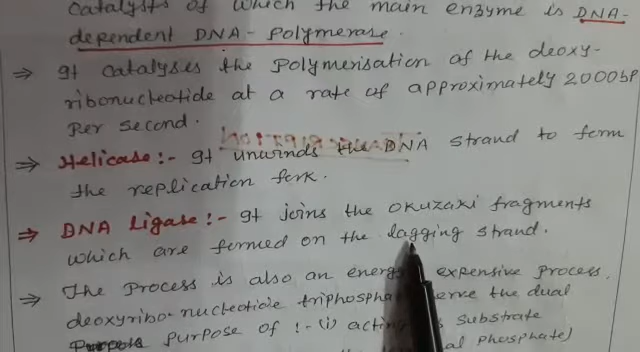 Catalysts of which the main enzyme is DNA-
dependent DNA-Polymerase.
⇒ It catalyses the polymerisation of the deoxy-
ribonucleotide at a rate of approximately 2000bp
Per second.
⇒ Helicase:- It unwinds the DNA strand to form
the replication fork.
⇒ DNA Ligase:- It joins the okuzaki fragments
which are formed on the lagging strand.
⇒ The process is also an energy expensive process.
deoxyribo-nucleotide serve the dual
purpose of :- (i) acting as substrate
phosphate)